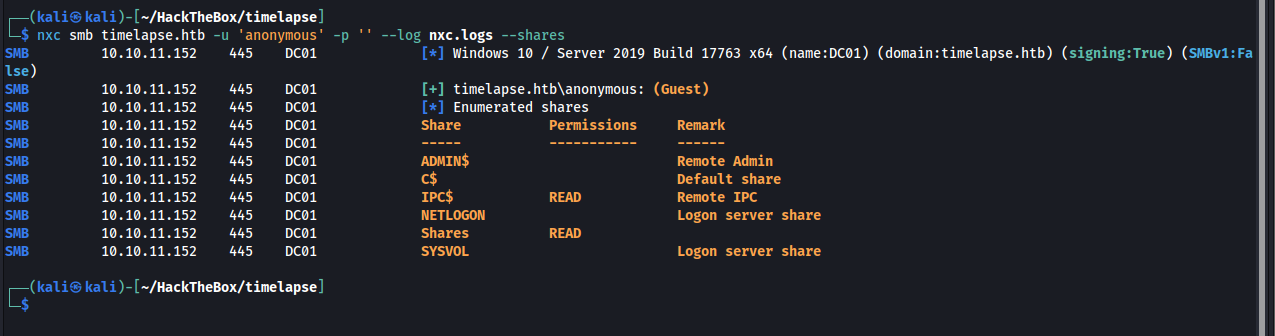 ┌──(kali㉿kali)-[~/HackTheBox/timelapse]
└─$ nxc smb timelapse.htb -u 'anonymous' -p '' --log nxc.logs --shares
SMB         10.10.11.152    445    DC01             [*] Windows 10 / Server 2019 Build 17763 x64 (name:DC01) (domain:timelapse.htb) (signing:True) (SMBv1:Fa
lse)
SMB         10.10.11.152    445    DC01             [+] timelapse.htb\anonymous: (Guest)
SMB         10.10.11.152    445    DC01             [*] Enumerated shares
SMB         10.10.11.152    445    DC01             Share           Permissions     Remark
SMB         10.10.11.152    445    DC01             -----           -----------     ------
SMB         10.10.11.152    445    DC01             ADMIN$                          Remote Admin
SMB         10.10.11.152    445    DC01             C$                              Default share
SMB         10.10.11.152    445    DC01             IPC$            READ            Remote IPC
SMB         10.10.11.152    445    DC01             NETLOGON                        Logon server share
SMB         10.10.11.152    445    DC01             Shares          READ
SMB         10.10.11.152    445    DC01             SYSVOL                          Logon server share
┌──(kali㉿kali)-[~/HackTheBox/timelapse]
└─$